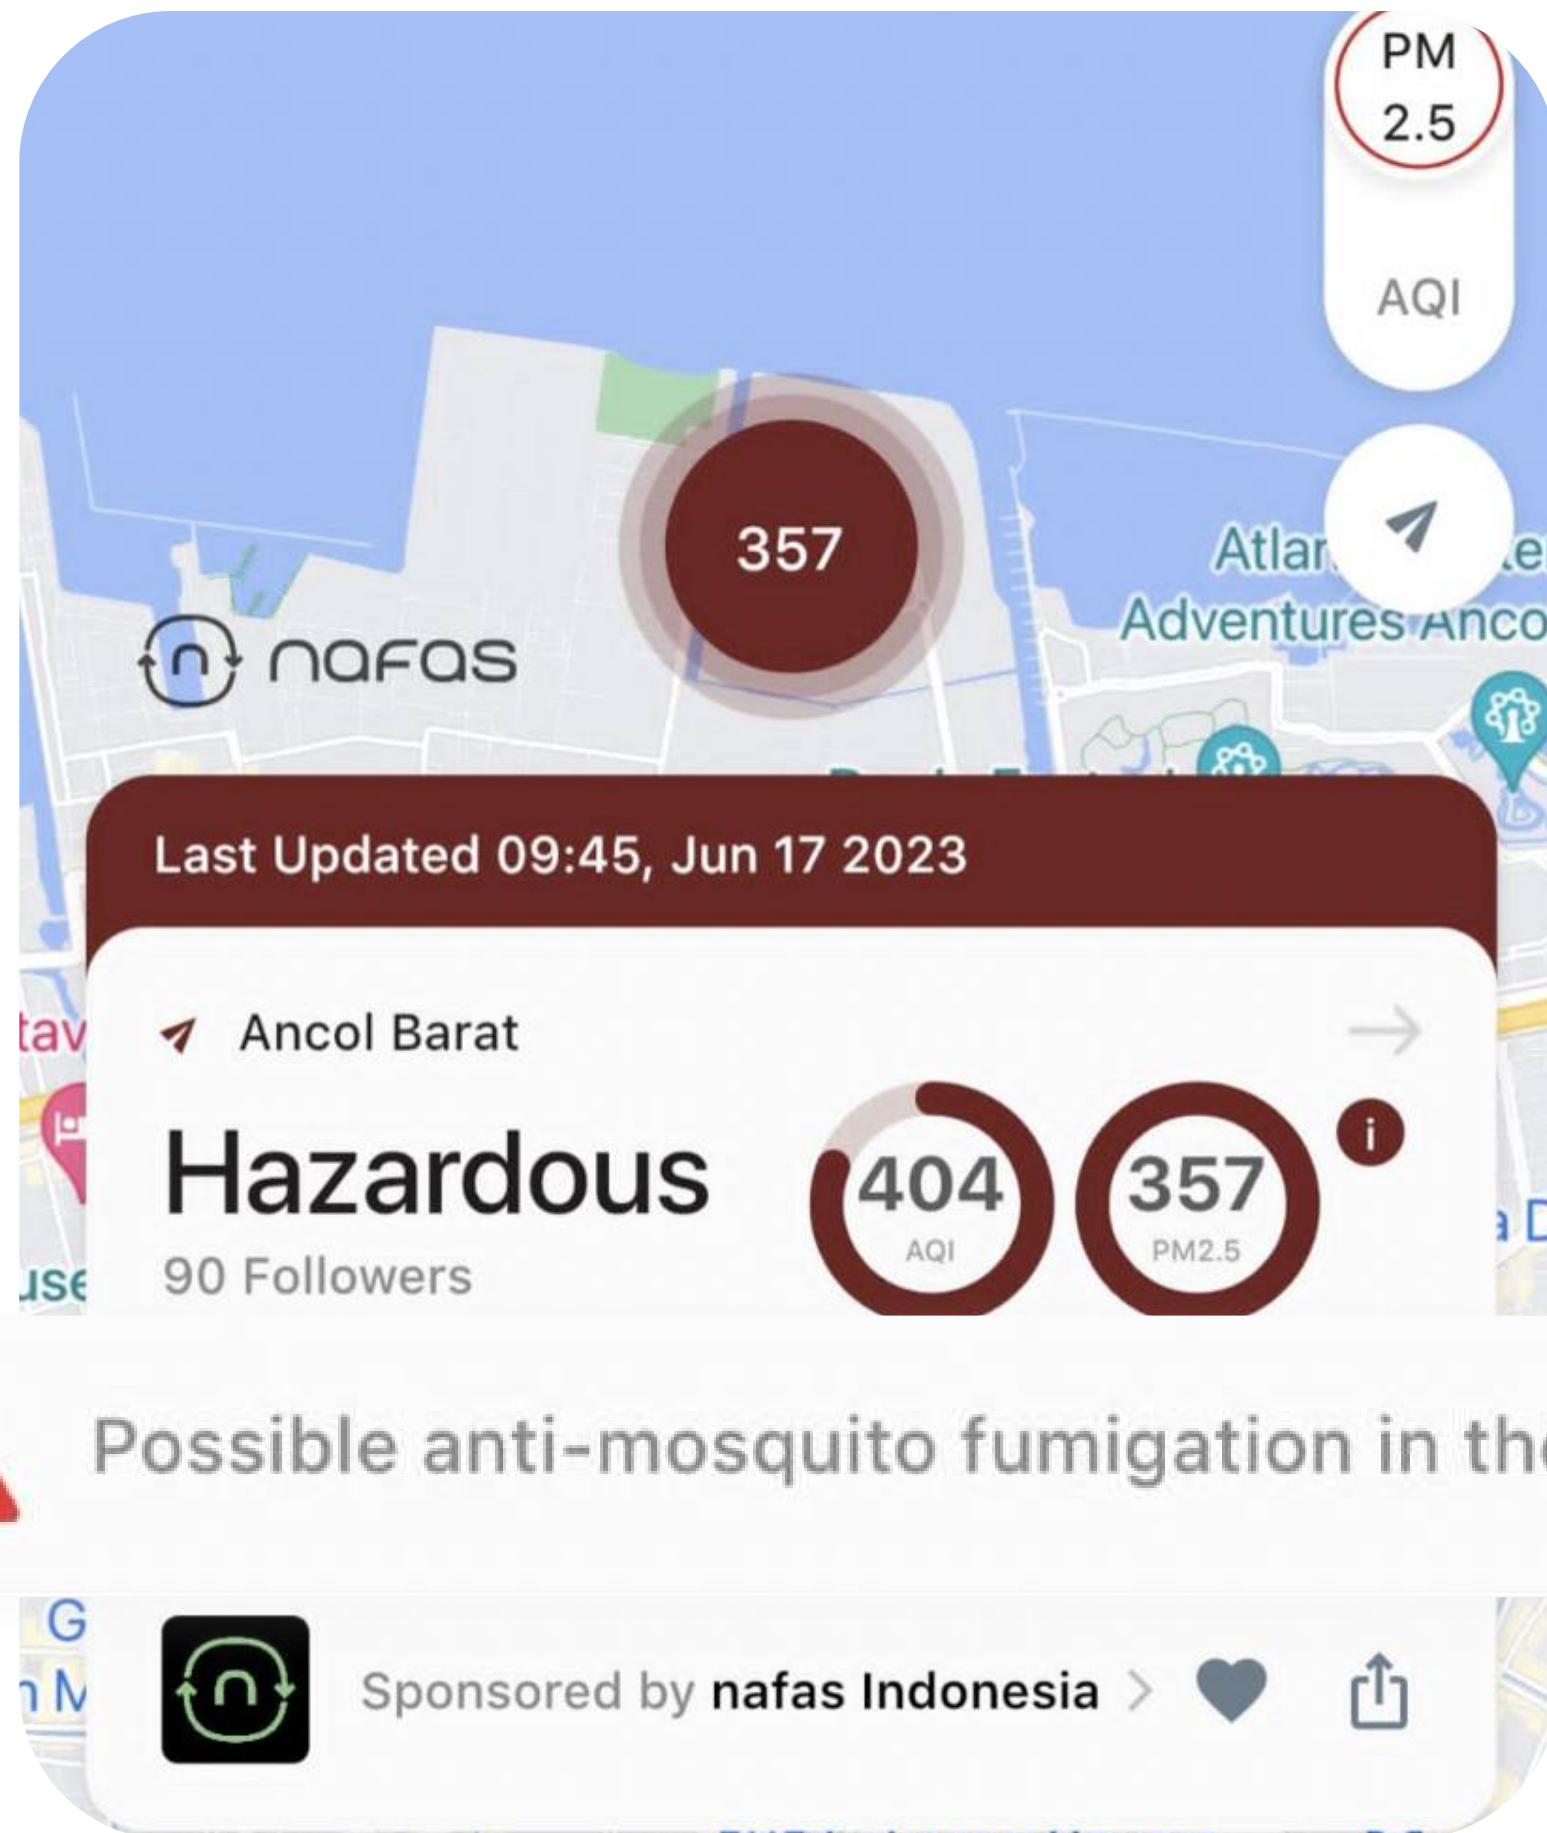 PM
2.5
AQI
357
Adventures
nafas
Last Updated 09:45, Jun 17 2023
Ancol Barat
Hazardous
404
AQI
357
PM2.5
i
90 Followers
Possible anti-mosquito fumigation in
Sponsored by nafas Indonesia